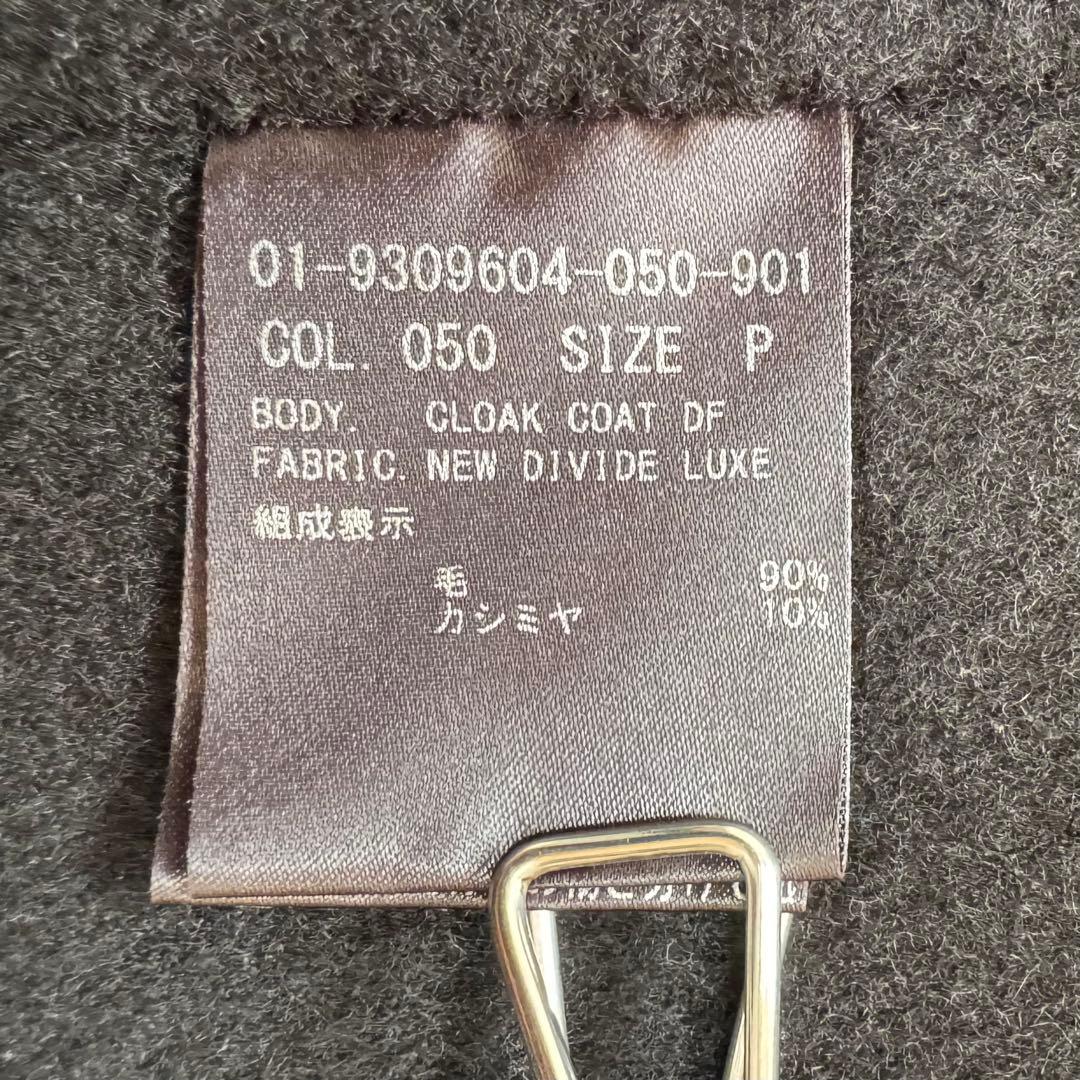 01-9309604-050-901
COL. 050 SIZE P
BODY. CLOAK COAT DF
FABRIC. NEW DIVIDE LUXE
組成表示
毛 90%
カシミヤ 10%